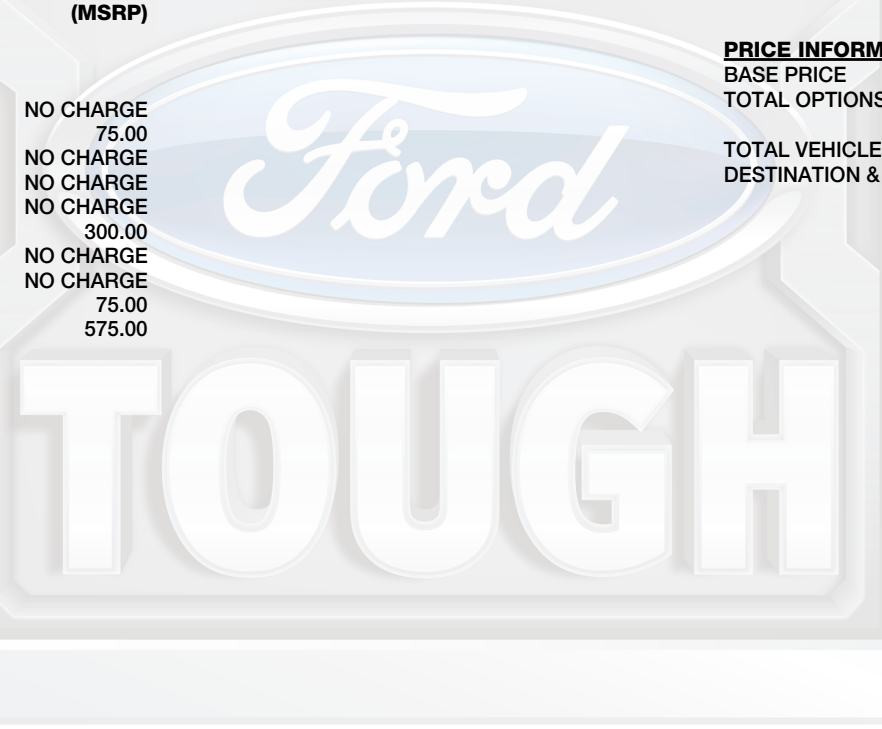 (MSRP)
NO CHARGE
75.00
NO CHARGE
NO CHARGE
NO CHARGE
300.00
NO CHARGE
NO CHARGE
75.00
575.00
PRICE INFORM
BASE PRICE
TOTAL OPTIONS
TOTAL VEHICLE
DESTINATION &
Ford
TOUGH